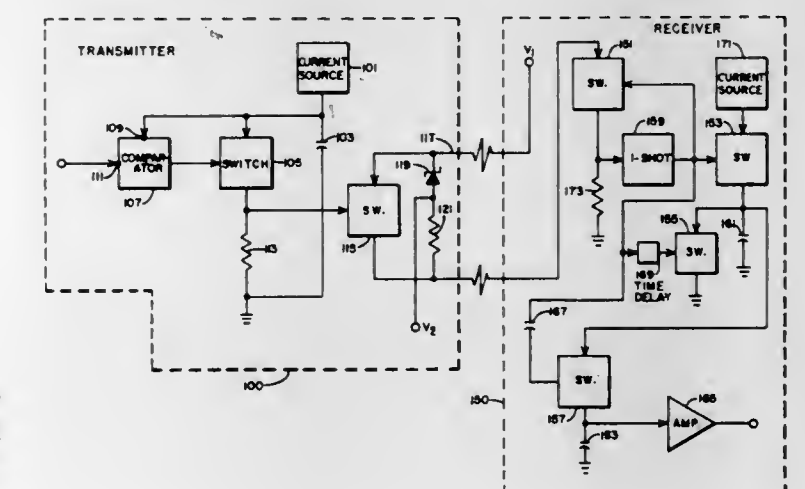 TRANSMITTER
RECEIVER
CURRENT
SOURCE
101
109
103
111
COMPAR-
ATOR
107
SWITCH
105
113
117
119
SW.
115
121
V2
100
V1
151
SW.
171
CURRENT
SOURCE
159
1-SHOT
153
SW
173
155
SW.
161
169
TIME
DELAY
167
150
SW.
157
163
165
AMP.